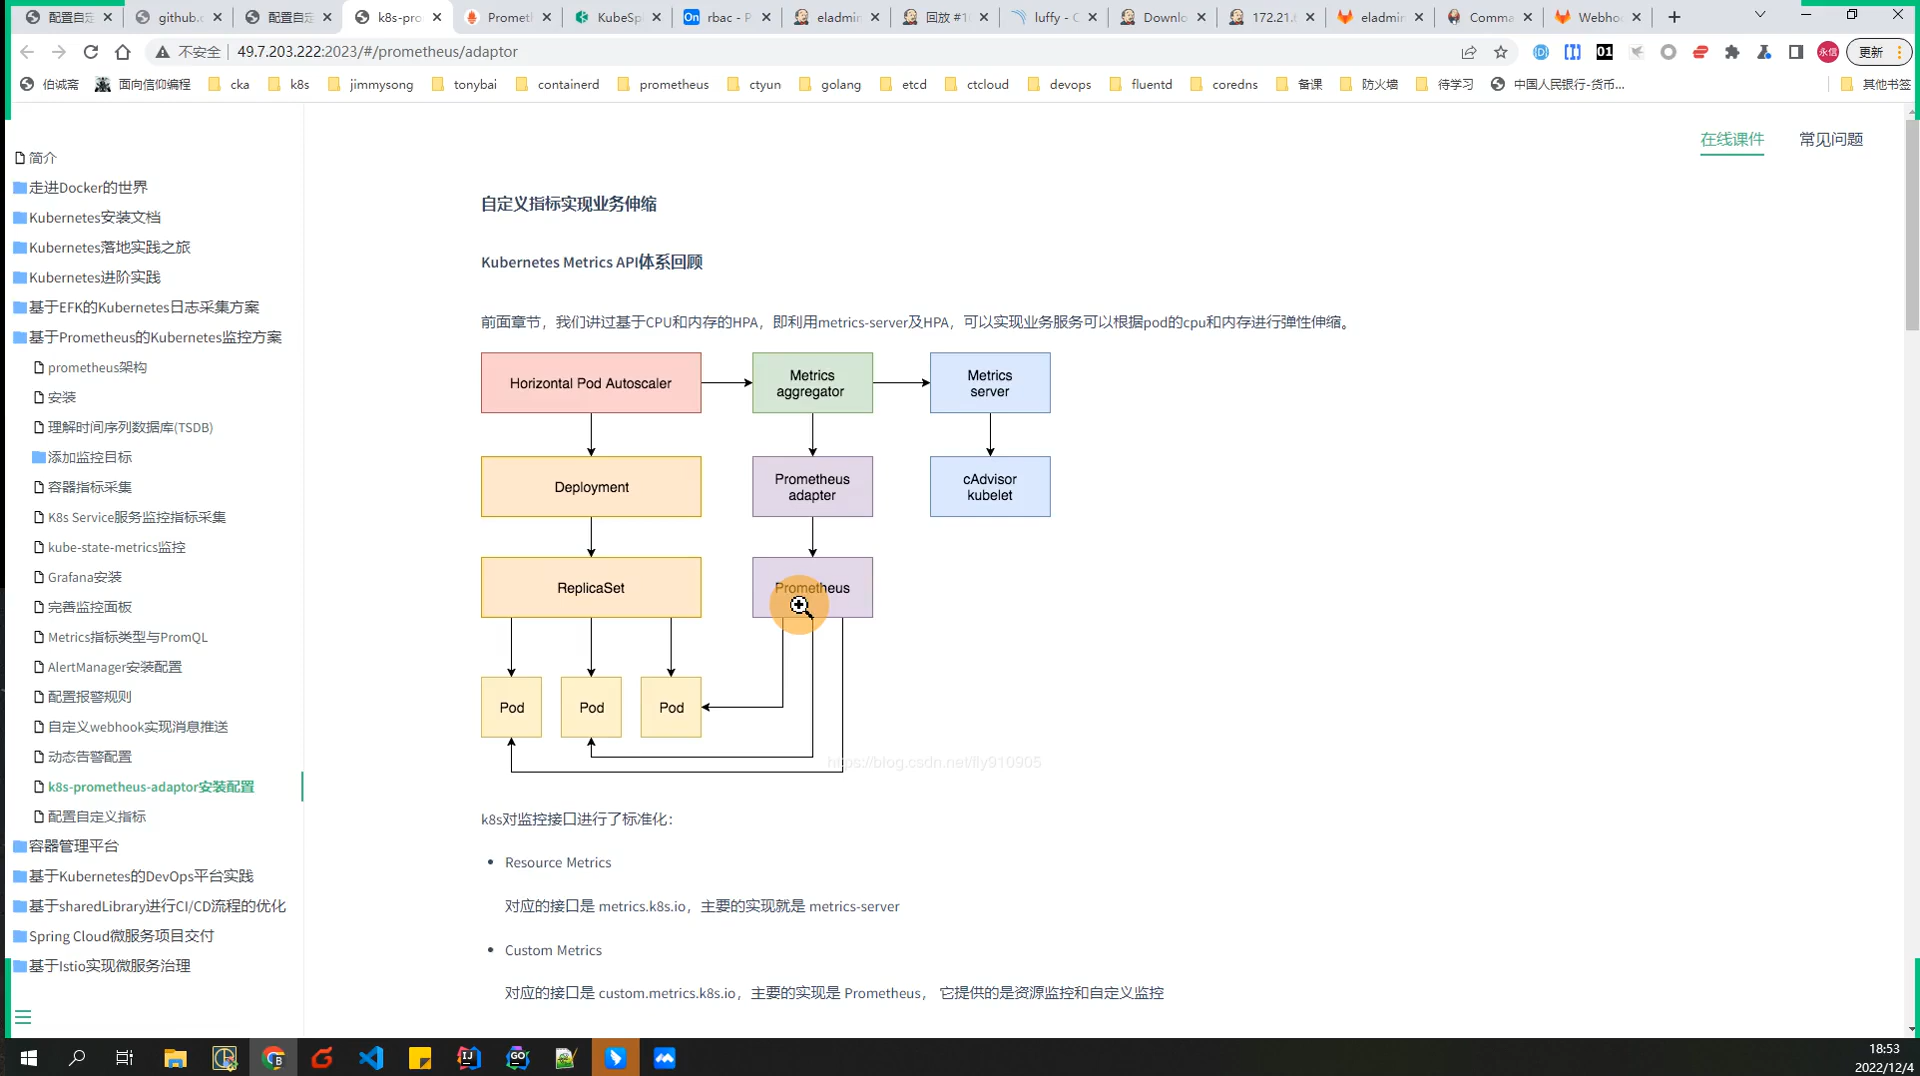 配置自定
github.c
配置自定
k8s-pro
Prometh
KubeSp
rbac - P
eladmin
回放 #1
luffy - C
Downlo
172.21.
eladmin
Comma
Webho
不安全
49.7.203.222:2023/#/prometheus/adaptor
01
永信
更新
伯诚斋
面向信仰编程
cka
k8s
jimmysong
tonybai
containerd
prometheus
ctyun
golang
etcd
ctcloud
devops
fluentd
coredns
备课
防火墙
待学习
中国人民银行-货币...
其他书签
在线课件
常见问题
简介
走进Docker的世界
Kubernetes安装文档
Kubernetes落地实践之旅
Kubernetes进阶实践
基于EFK的Kubernetes日志采集方案
基于Prometheus的Kubernetes监控方案
prometheus架构
安装
理解时间序列数据库(TSDB)
添加监控目标
容器指标采集
K8s Service服务监控指标采集
kube-state-metrics监控
Grafana安装
完善监控面板
Metrics指标类型与PromQL
AlertManager安装配置
配置报警规则
自定义webhook实现消息推送
动态告警配置
k8s-prometheus-adaptor安装配置
配置自定义指标
容器管理平台
基于Kubernetes的DevOps平台实践
基于sharedLibrary进行CI/CD流程的优化
Spring Cloud微服务项目交付
基于Istio实现微服务治理
自定义指标实现业务伸缩
Kubernetes Metrics API体系回顾
前面章节，我们讲过基于CPU和内存的HPA，即利用metrics-server及HPA，可以实现业务服务可以根据pod的cpu和内存进行弹性伸缩。
Horizontal Pod Autoscaler
Metrics
aggregator
Metrics
server
Deployment
Prometheus
adapter
cAdvisor
kubelet
ReplicaSet
Prometheus
Pod
Pod
Pod
https://blog.csdn.net/fly910905
k8s对监控接口进行了标准化：
Resource Metrics
对应的接口是 metrics.k8s.io，主要的实现就是 metrics-server
Custom Metrics
对应的接口是 custom.metrics.k8s.io，主要的实现是 Prometheus， 它提供的是资源监控和自定义监控
18:53
2022/12/4